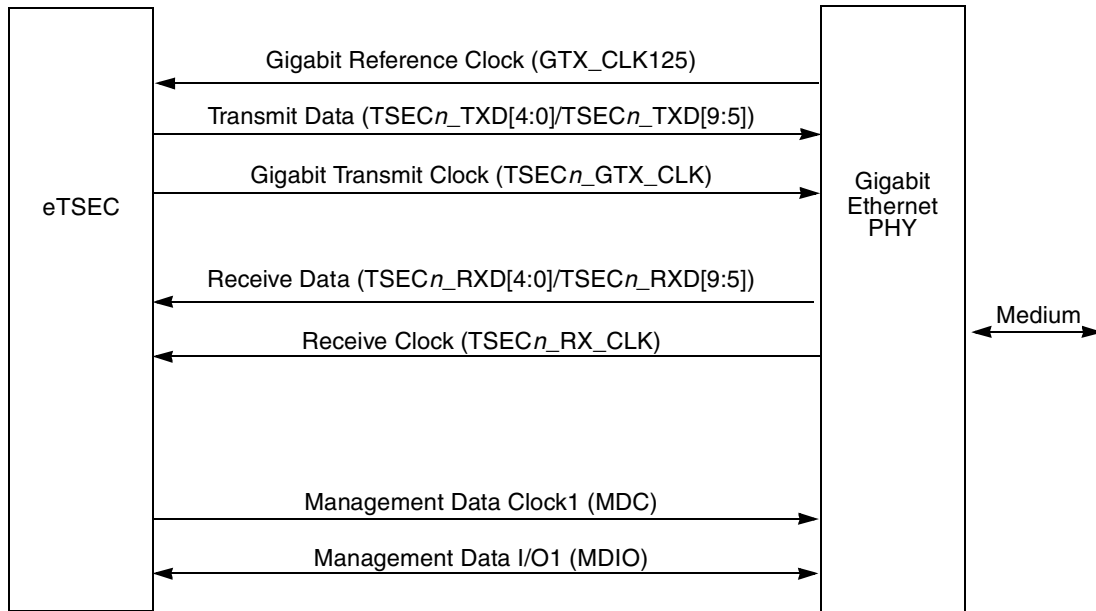 Gigabit Reference Clock (GTX_CLK125)
Transmit Data (TSECn_TXD[4:0]/TSECn_TXD[9:5])
Gigabit Transmit Clock (TSECn_GTX_CLK)
eTSEC
Gigabit
Ethernet
PHY
Receive Data (TSECn_RXD[4:0]/TSECn_RXD[9:5])
Medium
Receive Clock (TSECn_RX_CLK)
Management Data Clock1 (MDC)
Management Data I/O1 (MDIO)